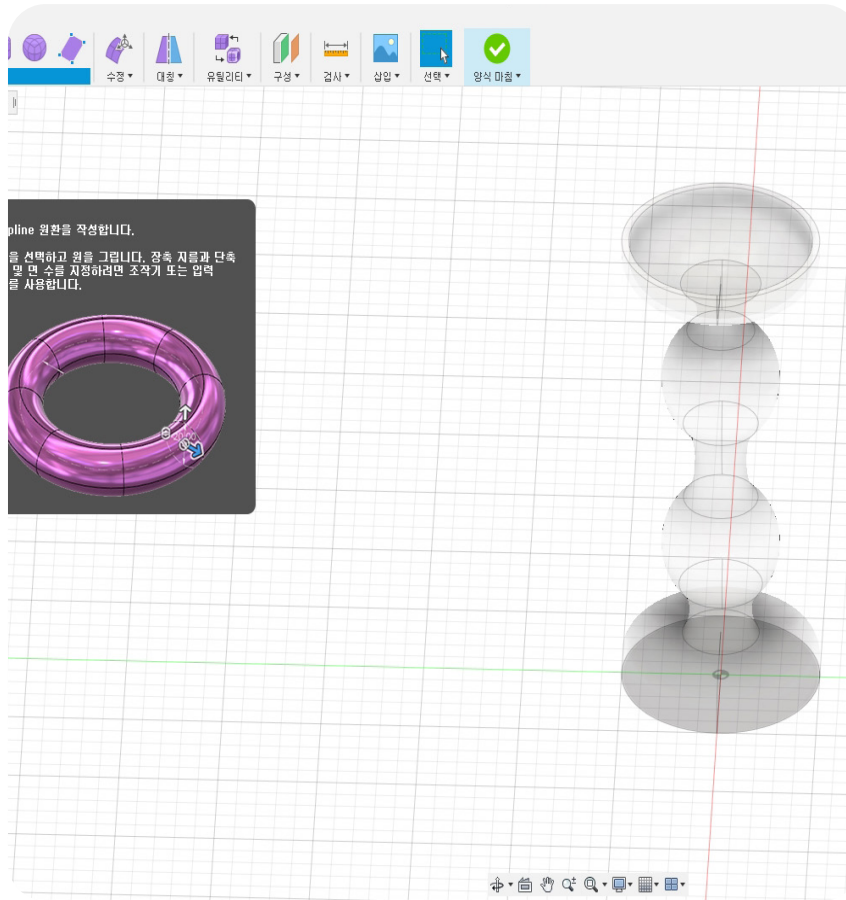 수정 ▾
대칭 ▾
유틸리티 ▾
구성 ▾
검사 ▾
삽입 ▾
선택 ▾
양식 마침 ▾
pline 원환을 작성합니다.
을 선택하고 원을 그립니다. 장축 지름과 단축
및 면 수를 지정하려면 조작기 또는 입력
를 사용합니다.